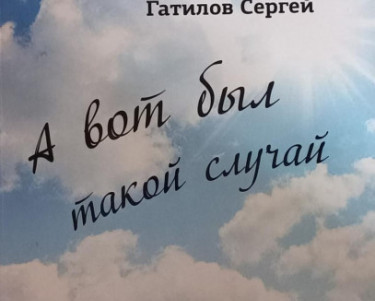 Гатилов Сергей
А вот был
такой случай